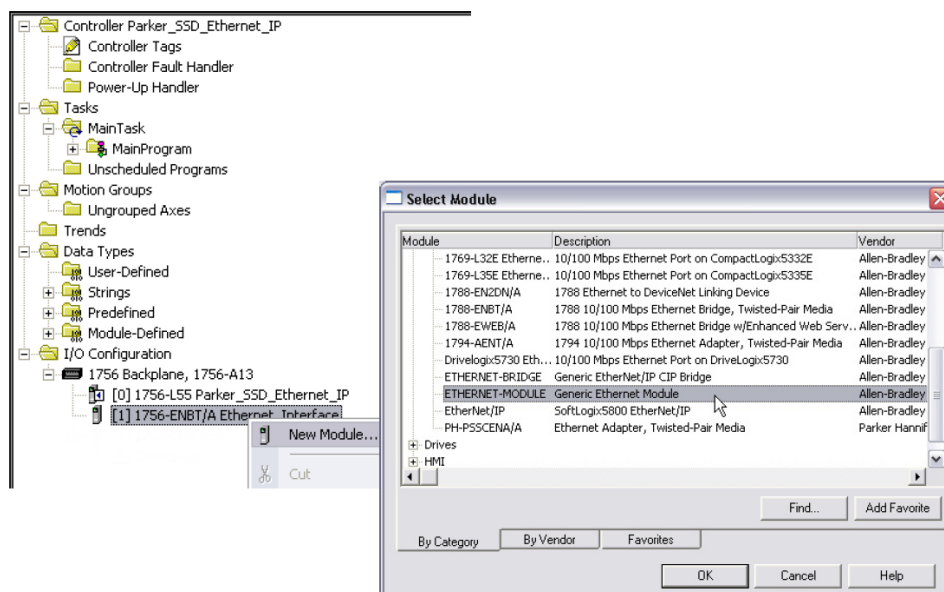 Controller Parker_SSD_Ethernet_IP
Controller Tags
Controller Fault Handler
Power-Up Handler
Tasks
MainTask
MainProgram
Unscheduled Programs
Motion Groups
Ungrouped Axes
Trends
Data Types
User-Defined
Strings
Predefined
Module-Defined
I/O Configuration
1756 Backplane, 1756-A13
[0] 1756-L55 Parker_SSD_Ethernet_IP
[1] 1756-ENBT/A Ethernet_Interface
New Module...
Cut
Select Module
Module Description Vendor
1769-L32E Etherne.. 10/100 Mbps Ethernet Port on CompactLogix5332E Allen-Bradley
1769-L35E Etherne.. 10/100 Mbps Ethernet Port on CompactLogix5335E Allen-Bradley
1788-EN2DN/A 1788 Ethernet to DeviceNet Linking Device Allen-Bradley
1788-ENBT/A 1788 10/100 Mbps Ethernet Bridge, Twisted-Pair Media Allen-Bradley
1788-EWEB/A 1788 10/100 Mbps Ethernet Bridge w/Enhanced Web Serv.. Allen-Bradley
1794-AENT/A 1794 10/100 Mbps Ethernet Adapter, Twisted-Pair Media Allen-Bradley
Drivelogix5730 Eth... 10/100 Mbps Ethernet Port on DriveLogix5730 Allen-Bradley
ETHERNET-BRIDGE Generic EtherNet/IP CIP Bridge Allen-Bradley
ETHERNET-MODULE Generic Ethernet Module Allen-Bradley
EtherNet/IP SoftLogix5800 EtherNet/IP Allen-Bradley
PH-PSSCENA/A Ethernet Adapter, Twisted-Pair Media Parker Hannif
Drives
HMI
Find... Add Favorite
By Category By Vendor Favorites
OK Cancel Help